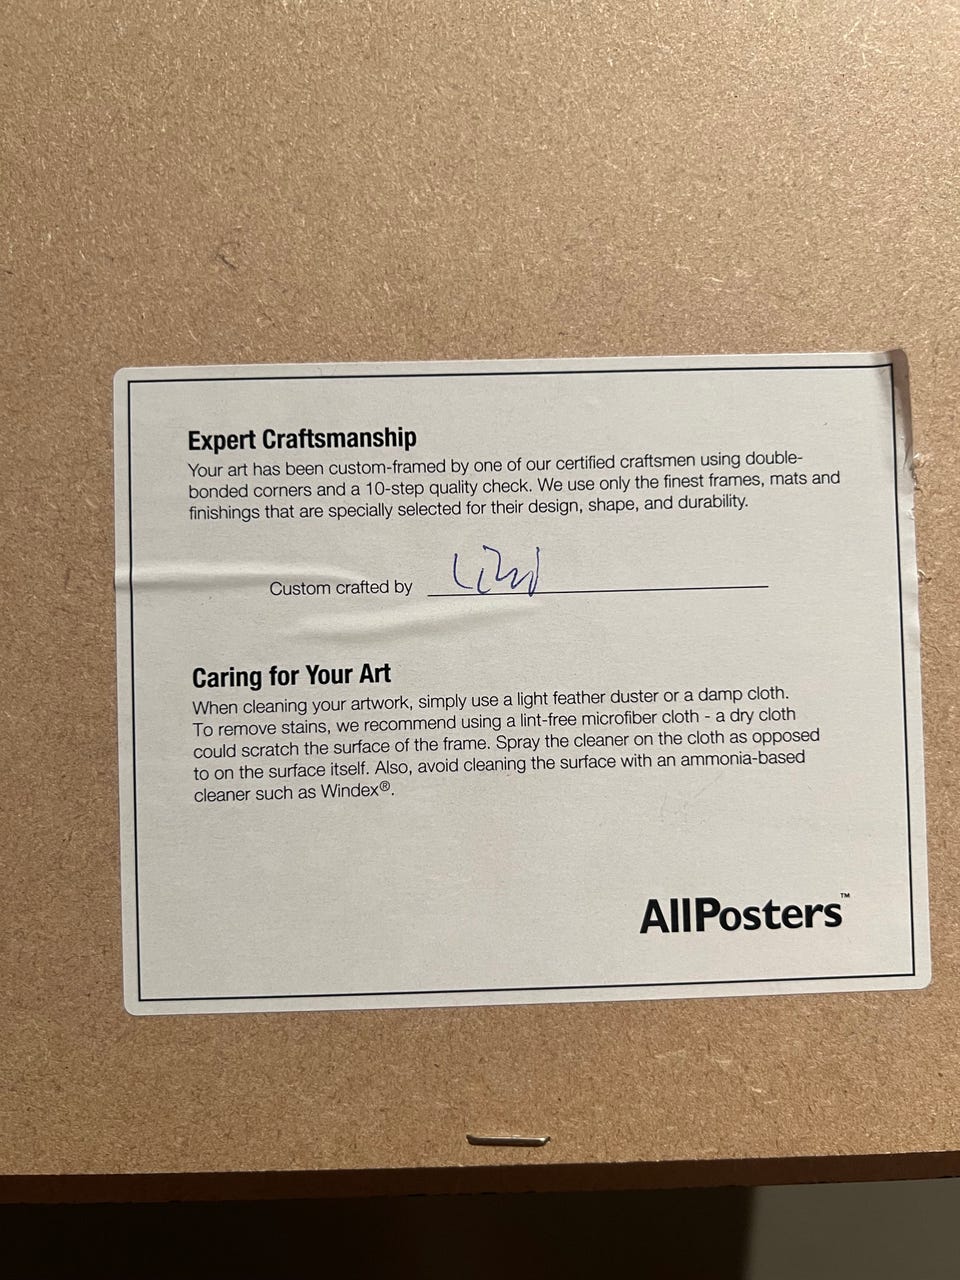 Expert Craftsmanship
Your art has been custom-framed by one of our certified craftsmen using double-
bonded corners and a 10-step quality check. We use only the finest frames, mats and
finishings that are specially selected for their design, shape, and durability.
Custom crafted by
Caring for Your Art
When cleaning your artwork, simply use a light feather duster or a damp cloth.
To remove stains, we recommend using a lint-free microfiber cloth - a dry cloth
could scratch the surface of the frame. Spray the cleaner on the cloth as opposed
to on the surface itself. Also, avoid cleaning the surface with an ammonia-based
cleaner such as Windex®.
AllPosters™